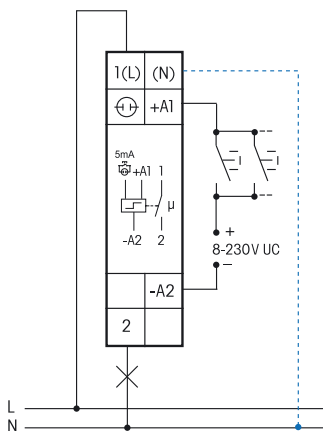 1(L) (N)
+A1
5mA
+A1 1
μ
-A2 2
+
8-230V UC
−
-A2
2
L
N